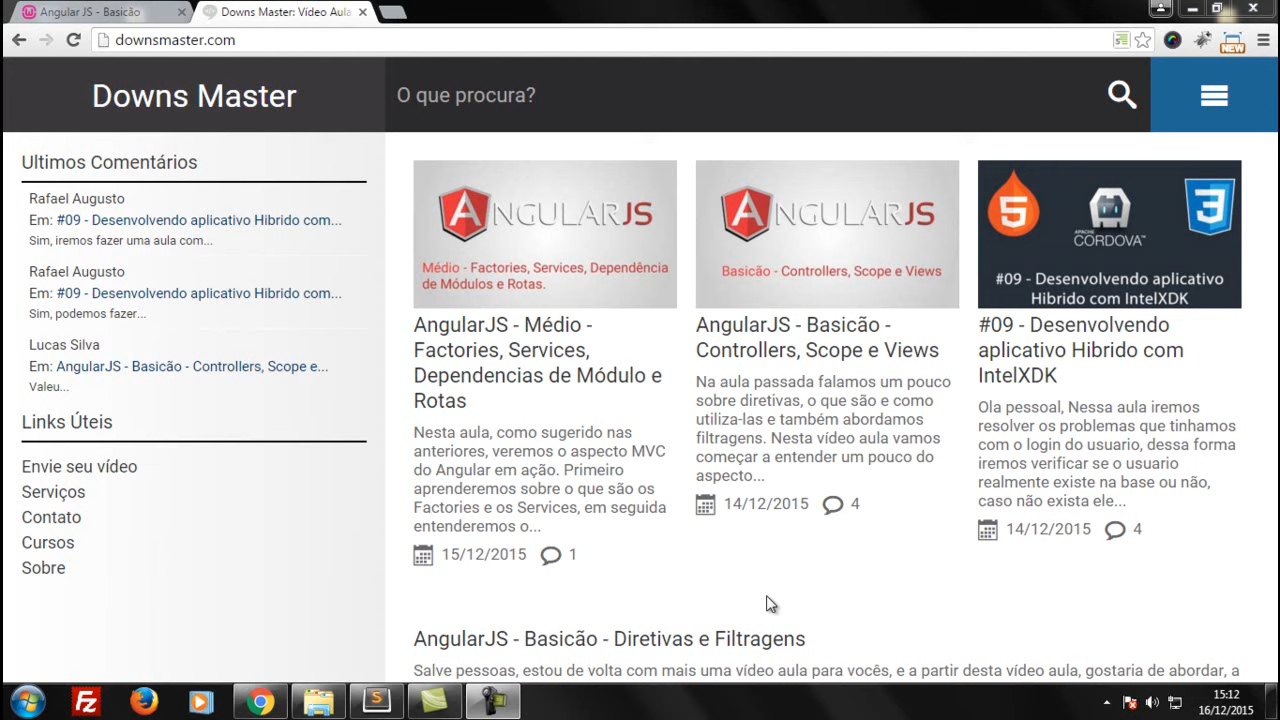 Angular JS - Basicão
Downs Master: Vídeo Aula
downsmaster.com
NEW
Downs Master
O que procura?
Ultimos Comentários
Rafael Augusto
Em: #09 - Desenvolvendo aplicativo Hibrido com...
Sim, iremos fazer uma aula com...
Rafael Augusto
Em: #09 - Desenvolvendo aplicativo Hibrido com...
Sim, podemos fazer...
Lucas Silva
Em: AngularJS - Basicão - Controllers, Scope e...
Valeu...
Links Úteis
Envie seu vídeo
Serviços
Contato
Cursos
Sobre
ANGULARJS
Médio - Factories, Services, Dependência
de Módulos e Rotas.
AngularJS - Médio -
Factories, Services,
Dependencias de Módulo e
Rotas
Nesta aula, como sugerido nas
anteriores, veremos o aspecto MVC
do Angular em ação. Primeiro
aprenderemos sobre o que são os
Factories e os Services, em seguida
entenderemos o...
15/12/2015 1
ANGULARJS
Basicão - Controllers, Scope e Views
AngularJS - Basicão -
Controllers, Scope e Views
Na aula passada falamos um pouco
sobre diretivas, o que são e como
utiliza-las e também abordamos
filtragens. Nesta vídeo aula vamos
começar a entender um pouco do
aspecto...
14/12/2015 4
5
APACHE
CORDOVA™
3
#09 - Desenvolvendo aplicativo
Hibrido com IntelXDK
#09 - Desenvolvendo
aplicativo Hibrido com
IntelXDK
Ola pessoal, Nessa aula iremos
resolver os problemas que tinhamos
com o login do usuario, dessa forma
iremos verificar se o usuario
realmente existe na base ou não,
caso não exista ele...
14/12/2015 4
AngularJS - Basicão - Diretivas e Filtragens
Salve pessoas, estou de volta com mais uma vídeo aula para vocês, e a partir desta vídeo aula, gostaria de abordar, a
15:12
16/12/2015